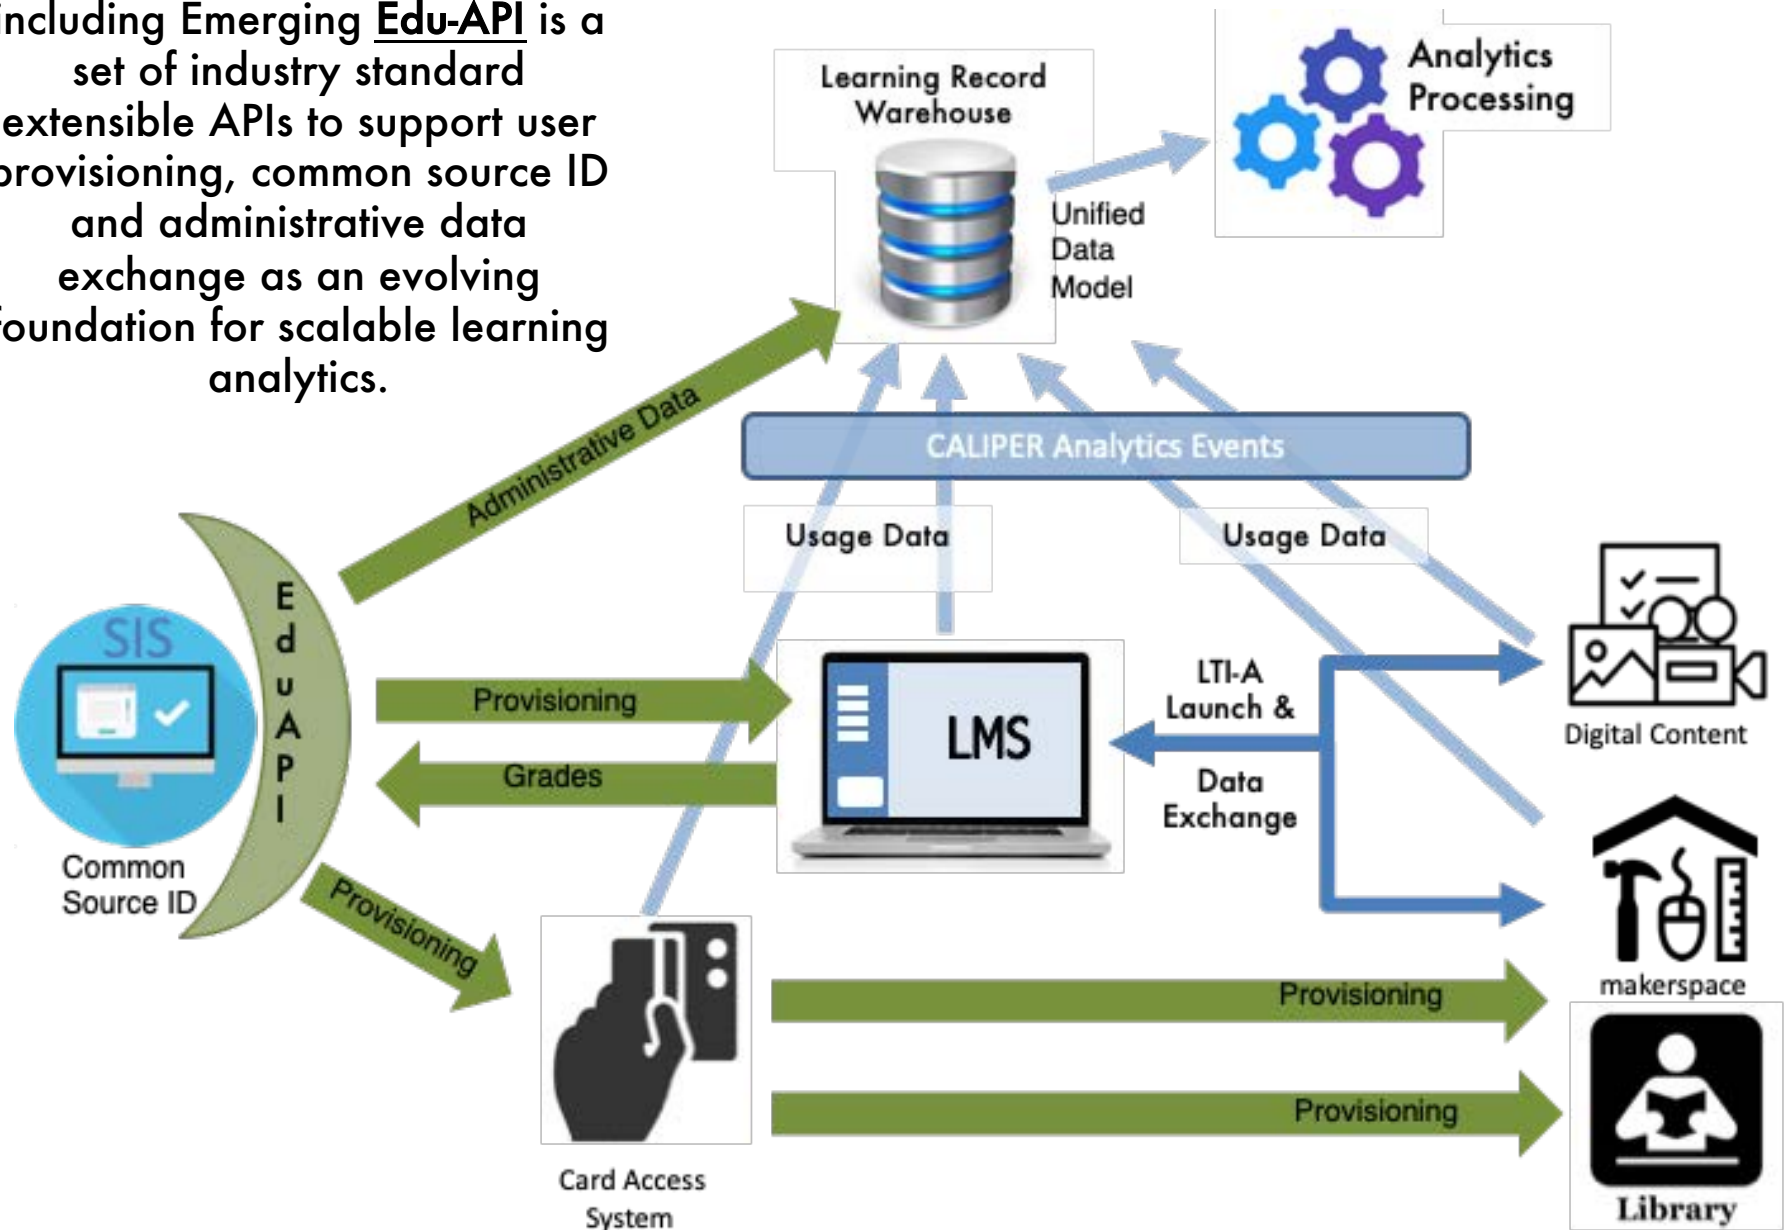 including Emerging Edu-API is a
set of industry standard
extensible APIs to support user
provisioning, common source ID
and administrative data
exchange as an evolving
foundation for scalable learning
analytics.
Learning Record
Warehouse
Analytics
Processing
Unified
Data
Model
Administrative Data
CALIPER Analytics Events
Usage Data
Usage Data
SIS
E
d
u
A
P
I
Common
Source ID
Provisioning
Grades
Provisioning
LMS
LTI-A
Launch &
Data
Exchange
Digital Content
makerspace
Provisioning
Provisioning
Card Access
System
Library